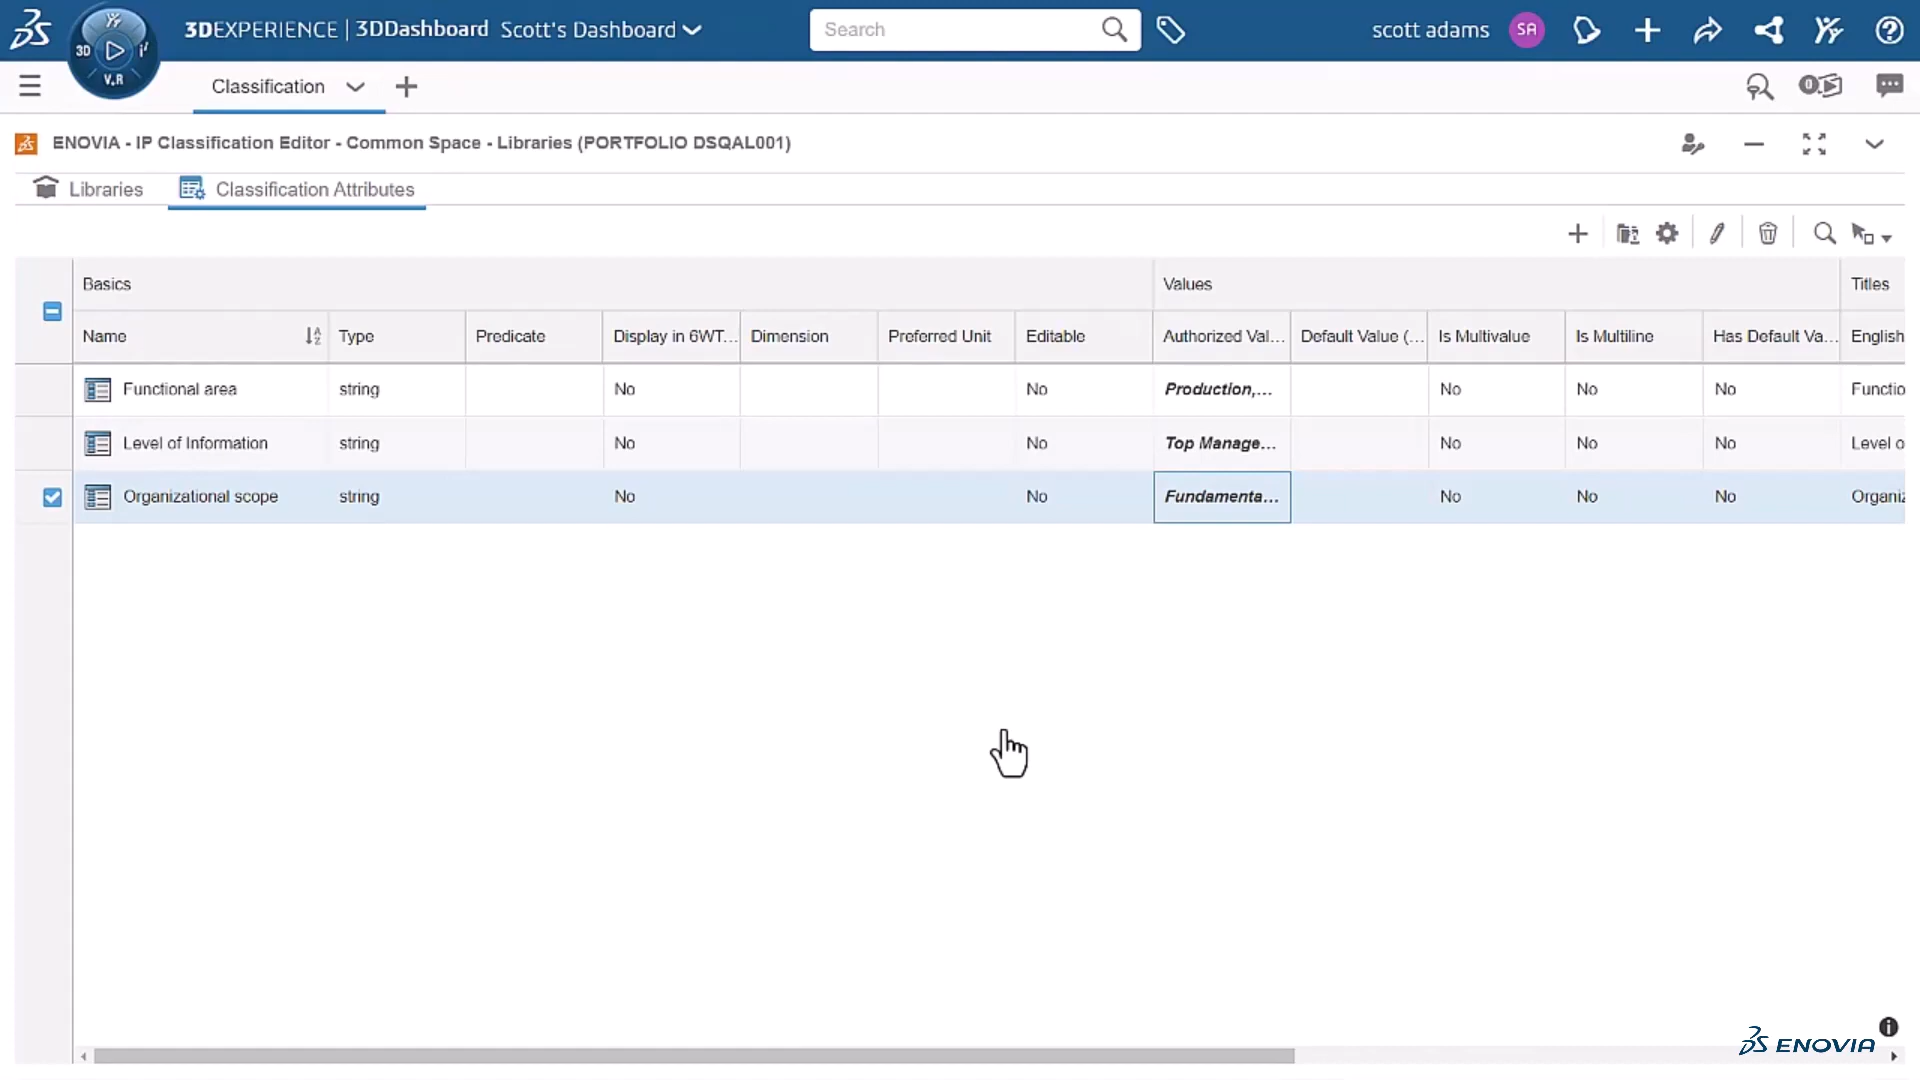 3DEXPERIENCE | 3DDashboard Scott's Dashboard
Search
scott adams SA
3D V.R
Classification
0
ENOVIA - IP Classification Editor - Common Space - Libraries (PORTFOLIO DSQAL001)
Libraries Classification Attributes
Basics Values Titles
Name Type Predicate Display in 6WT... Dimension Preferred Unit Editable Authorized Val... Default Value (... Is Multivalue Is Multiline Has Default Va... English
Functional area string No No Production,... No No No Functio
Level of Information string No No Top Manage... No No No Level o
Organizational scope string No No Fundamenta... No No No Organiz
ENOVIA